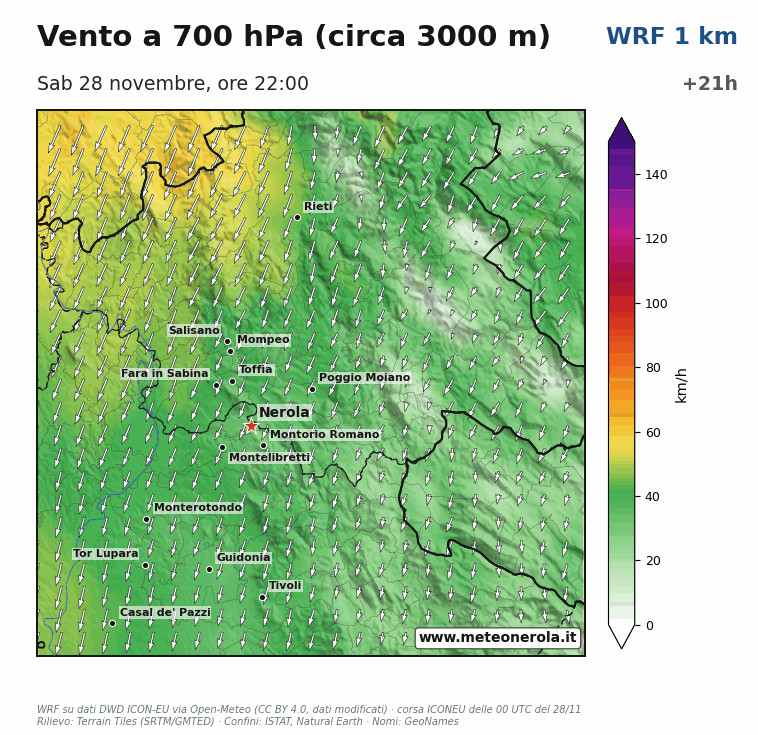 Vento a 700 hPa (circa 3000 m)
WRF 1 km
Sab 28 novembre, ore 22:00
+21h
Rieti
Salisano
Mompeo
Toffia
Fara in Sabina
Poggio Moiano
Nerola
Montorio Romano
Montelibretti
Monterotondo
Tor Lupara
Guidonia
Tivoli
Casal de' Pazzi
www.meteonerola.it
140
120
100
80
60
40
20
0
km/h
WRF su dati DWD ICON-EU via Open-Meteo (CC BY 4.0, dati modificati) · corsa ICONEU delle 00 UTC del 28/11
Rilievo: Terrain Tiles (SRTM/GMTED) · Confini: ISTAT, Natural Earth · Nomi: GeoNames